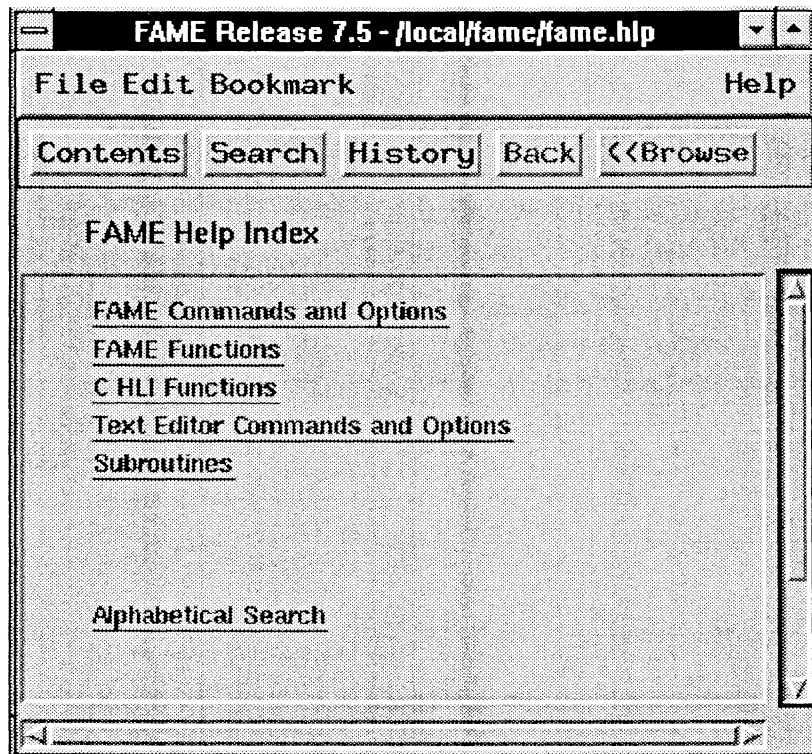 FAME Release 7.5 - /local/fame/fame.hlp
File Edit Bookmark Help
Contents Search History Back <<Browse
FAME Help Index
FAME Commands and Options
FAME Functions
C HLI Functions
Text Editor Commands and Options
Subroutines
Alphabetical Search